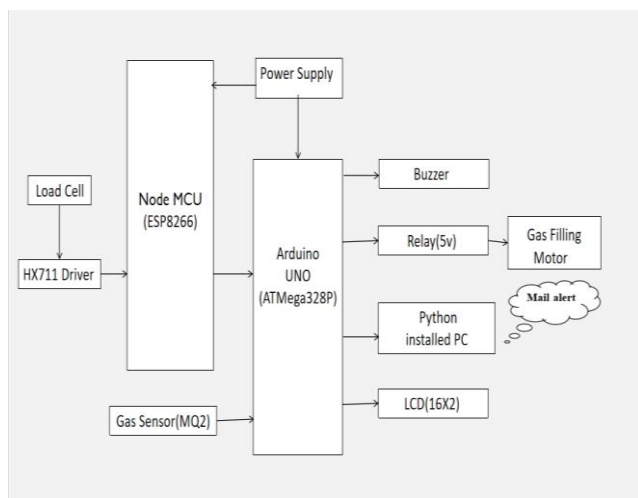 Power Supply
Load Cell
Node MCU
(ESP8266)
HX711 Driver
Gas Sensor(MQ2)
Arduino
UNO
(ATMega328P)
Buzzer
Relay(5v)
Gas Filling
Motor
Mail alert
Python
installed PC
LCD(16X2)